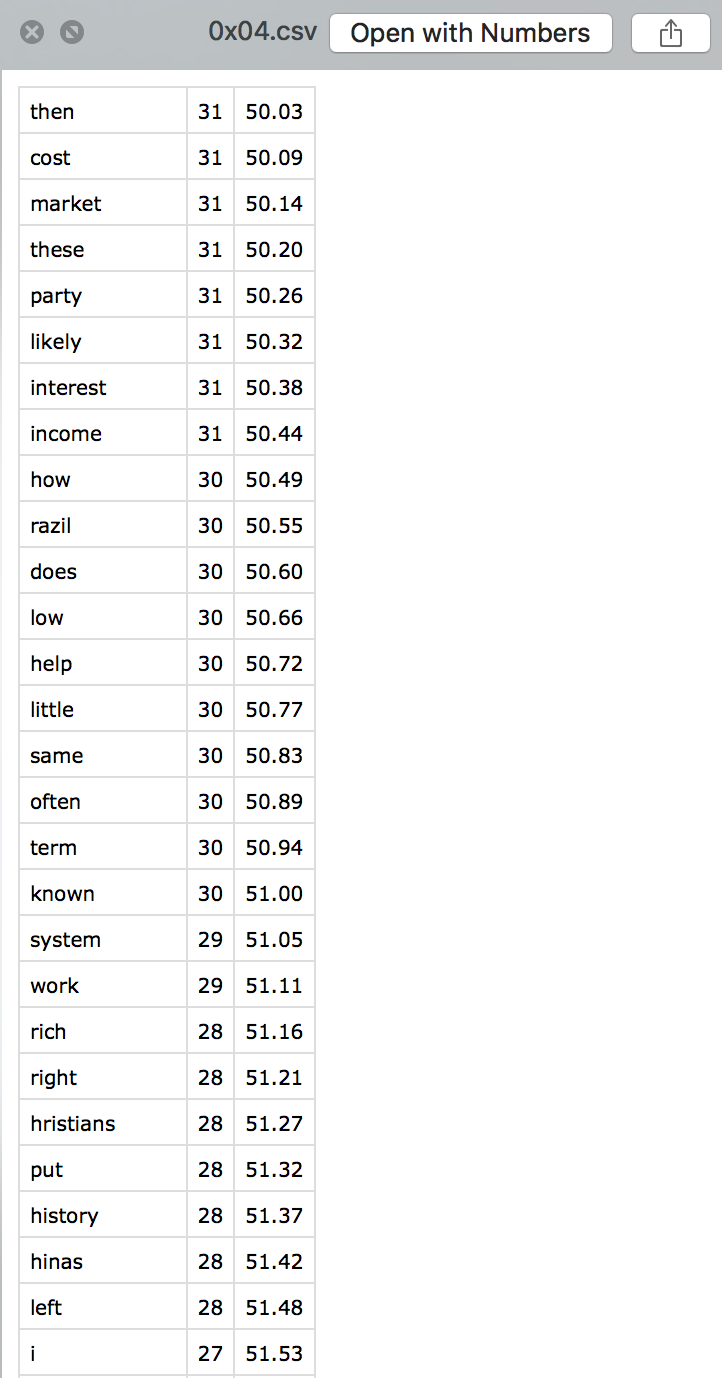 0x04.csv Open with Numbers
then 31 50.03
cost 31 50.09
market 31 50.14
these 31 50.20
party 31 50.26
likely 31 50.32
interest 31 50.38
income 31 50.44
how 30 50.49
razil 30 50.55
does 30 50.60
low 30 50.66
help 30 50.72
little 30 50.77
same 30 50.83
often 30 50.89
term 30 50.94
known 30 51.00
system 29 51.05
work 29 51.11
rich 28 51.16
right 28 51.21
hristians 28 51.27
put 28 51.32
history 28 51.37
hinas 28 51.42
left 28 51.48
i 27 51.53